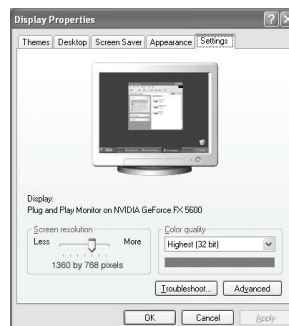 Display Properties
Themes Desktop Screen Saver Appearance Settings
Display:
Plug and Play Monitor on NVIDIA GeForce FX 5600
Screen resolution
Less More
1360 by 768 pixels
Color quality
Highest (32 bit)
Troubleshoot... Advanced
OK Cancel Apply